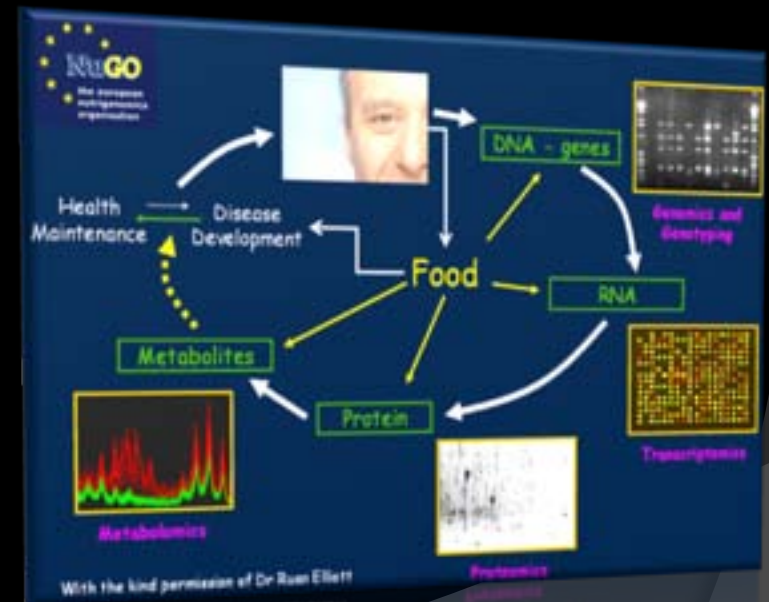 NuGO
the european
nutrigenomics
organisation
DNA - genes
Genomics and
Genotyping
Health
Maintenance
Disease
Development
Food
RNA
Metabolites
Protein
Transcriptomics
Metabolomics
Proteomics
With the kind permission of Dr Ruan Elliott